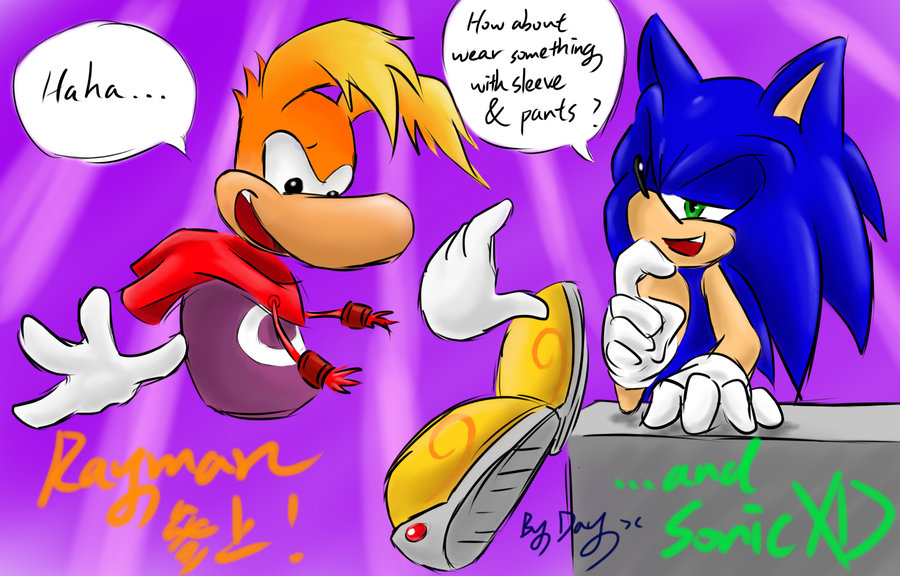 Haha...
How about
wear something
with sleeve
& pants ?
Rayman
!
...and
Sonic XD
By Day